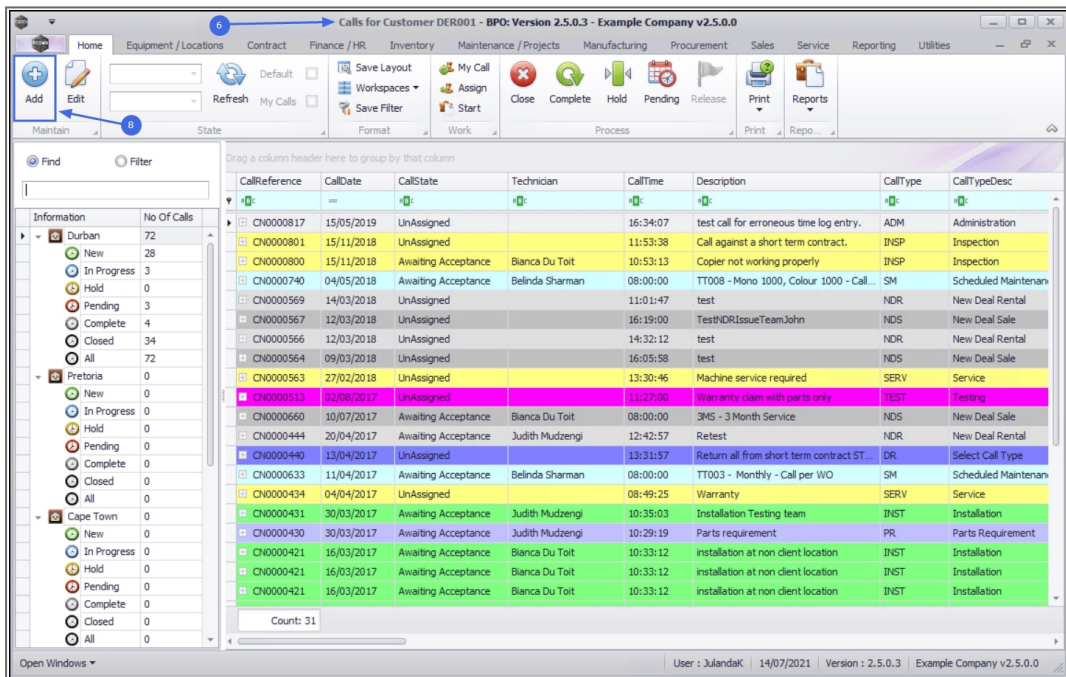 6
Calls for Customer DER001 - BPO: Version 2.5.0.3 - Example Company v2.5.0.0
Home Equipment / Locations Contract Finance / HR Inventory Maintenance / Projects Manufacturing Procurement Sales Service Reporting Utilities
Save Layout My Call
Default
Workspaces Assign
Add Edit Refresh My Calls Close Complete Hold Pending Release Print Reports
Save Filter Start
8
Maintain State Format Work Process Print Repo...
Find Filter
Drag a column header here to group by that column
CallReference CallDate CallState Technician CallTime Description CallType CallTypeDesc
Information No Of Calls
Durban 72
New 28
In Progress 3
Hold 0
Pending 3
Complete 4
Closed 34
All 72
Pretoria 0
New 0
In Progress 0
Hold 0
Pending 0
Complete 0
Closed 0
All 0
Cape Town 0
New 0
In Progress 0
Hold 0
Pending 0
Complete 0
Closed 0
All 0
CN0000817 15/05/2019 UnAssigned 16:34:07 test call for erroneous time log entry. ADM Administration
CN0000801 15/11/2018 UnAssigned 11:53:38 Call against a short term contract. INSP Inspection
CN0000800 15/11/2018 Awaiting Acceptance Bianca Du Toit 10:53:13 Copier not working properly INSP Inspection
CN0000740 04/05/2018 Awaiting Acceptance Belinda Sharman 08:00:00 TT008 - Mono 1000, Colour 1000 - Call... SM Scheduled Maintenan
CN0000569 14/03/2018 UnAssigned 11:01:47 test NDR New Deal Rental
CN0000567 12/03/2018 UnAssigned 16:19:00 TestNDRIssueTeamJohn NDS New Deal Sale
CN0000566 12/03/2018 UnAssigned 14:32:12 test NDR New Deal Rental
CN0000564 09/03/2018 UnAssigned 16:05:58 test NDS New Deal Sale
CN0000563 27/02/2018 UnAssigned 13:30:46 Machine service required SERV Service
CN0000513 02/08/2017 UnAssigned 11:27:00 Warranty claim with parts only TEST Testing
CN0000660 10/07/2017 Awaiting Acceptance Bianca Du Toit 08:00:00 3MS - 3 Month Service NDS New Deal Sale
CN0000444 20/04/2017 Awaiting Acceptance Judith Mudzengi 12:42:57 Retest NDR New Deal Rental
CN0000440 13/04/2017 UnAssigned 13:31:57 Return all from short term contract ST... DR Select Call Type
CN0000633 11/04/2017 Awaiting Acceptance Belinda Sharman 08:00:00 TT003 - Monthly - Call per WO SM Scheduled Maintenan
CN0000434 04/04/2017 UnAssigned 08:49:25 Warranty SERV Service
CN0000431 30/03/2017 Awaiting Acceptance Judith Mudzengi 10:35:03 Installation Testing team INST Installation
CN0000430 30/03/2017 Awaiting Acceptance Judith Mudzengi 10:29:19 Parts requirement PR Parts Requirement
CN0000421 16/03/2017 Awaiting Acceptance Bianca Du Toit 10:33:12 installation at non client location INST Installation
CN0000421 16/03/2017 Awaiting Acceptance Bianca Du Toit 10:33:12 installation at non client location INST Installation
CN0000421 16/03/2017 Awaiting Acceptance Bianca Du Toit 10:33:12 installation at non client location INST Installation
Count: 31
Open Windows User : JulandaK 14/07/2021 Version : 2.5.0.3 Example Company v2.5.0.0